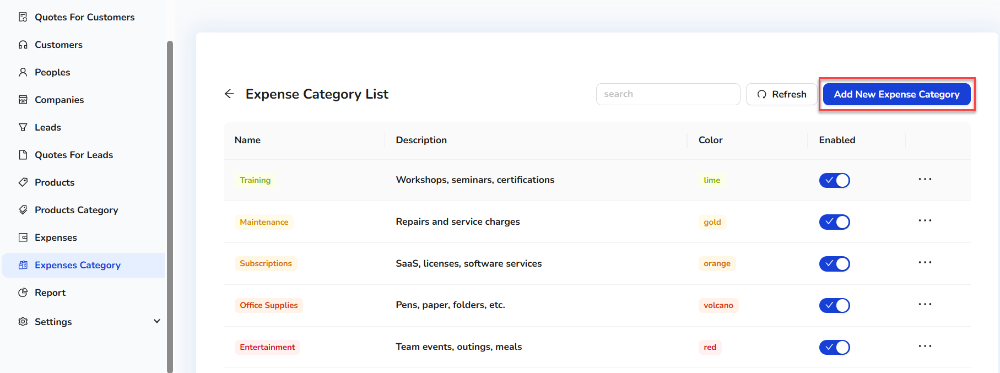 Quotes For Customers
Customers
Peoples
Companies
Leads
Quotes For Leads
Products
Products Category
Expenses
Expenses Category
Report
Settings
Expense Category List
search
Refresh
Add New Expense Category
Name Description Color Enabled
Training Workshops, seminars, certifications lime
Maintenance Repairs and service charges gold
Subscriptions SaaS, licenses, software services orange
Office Supplies Pens, paper, folders, etc. volcano
Entertainment Team events, outings, meals red